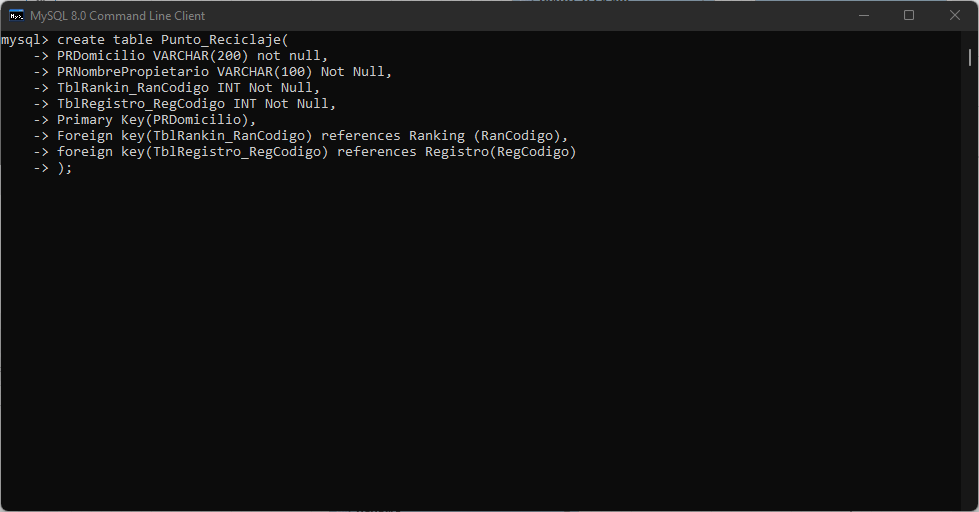 MySQL 8.0 Command Line Client
mysql> create table Punto_Reciclaje(
    -> PRDomicilio VARCHAR(200) not null,
    -> PRNombrePropietario VARCHAR(100) Not Null,
    -> TblRankin_RanCodigo INT Not Null,
    -> TblRegistro_RegCodigo INT Not Null,
    -> Primary Key(PRDomicilio),
    -> Foreign key(TblRankin_RanCodigo) references Ranking (RanCodigo),
    -> foreign key(TblRegistro_RegCodigo) references Registro(RegCodigo)
    -> );